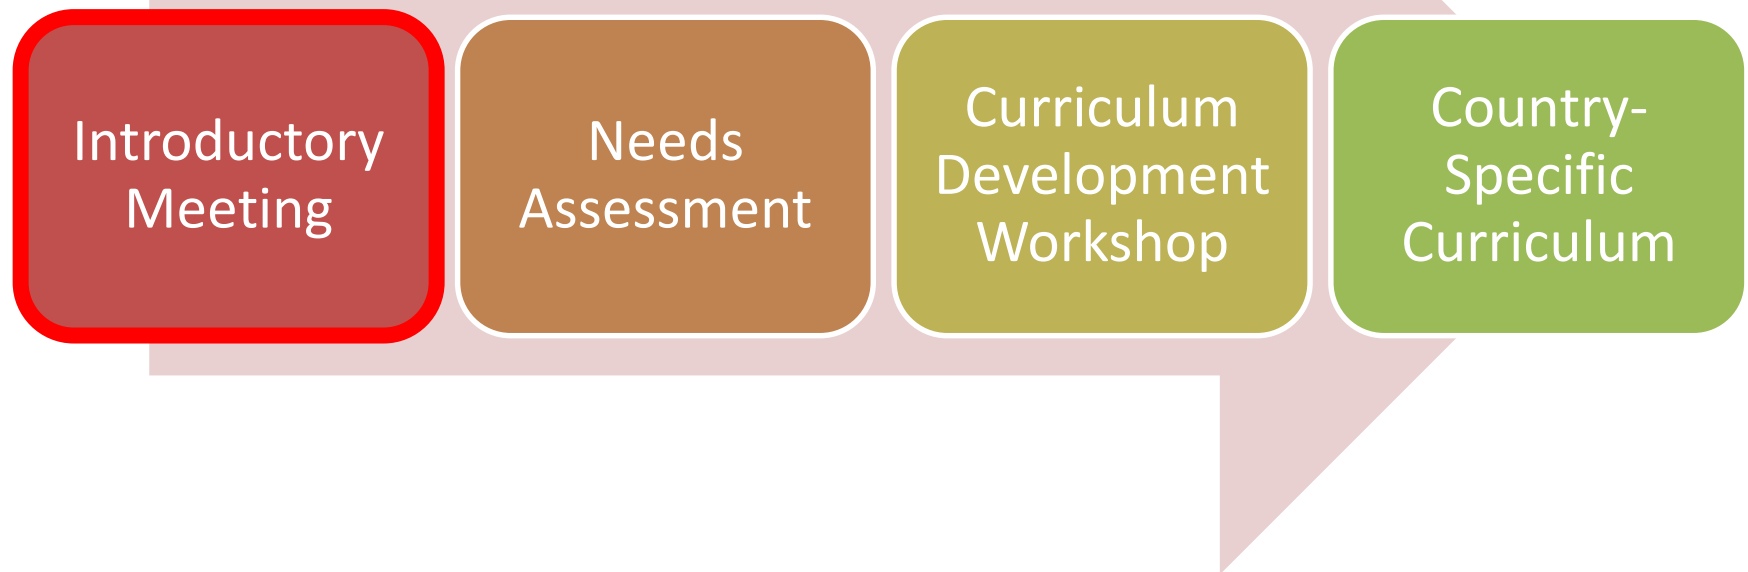 Introductory
Meeting
Needs
Assessment
Curriculum
Development
Workshop
Country-
Specific
Curriculum